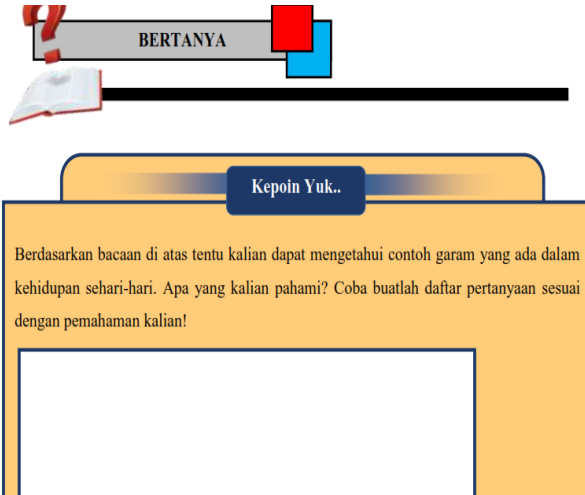 BERTANYA
Kepoin Yuk..
Berdasarkan bacaan di atas tentu kalian dapat mengetahui contoh garam yang ada dalam
kehidupan sehari-hari. Apa yang kalian pahami? Coba buatlah daftar pertanyaan sesuai
dengan pemahaman kalian!